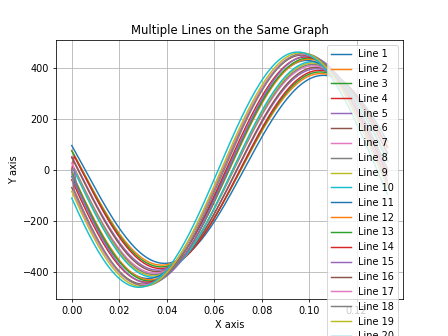 Multiple Lines on the Same Graph
Y axis
400
200
0
−200
−400
0.00
0.02
0.04
0.06
0.08
0.10
X axis
Line 1
Line 2
Line 3
Line 4
Line 5
Line 6
Line 7
Line 8
Line 9
Line 10
Line 11
Line 12
Line 13
Line 14
Line 15
Line 16
Line 17
Line 18
Line 19
Line 20